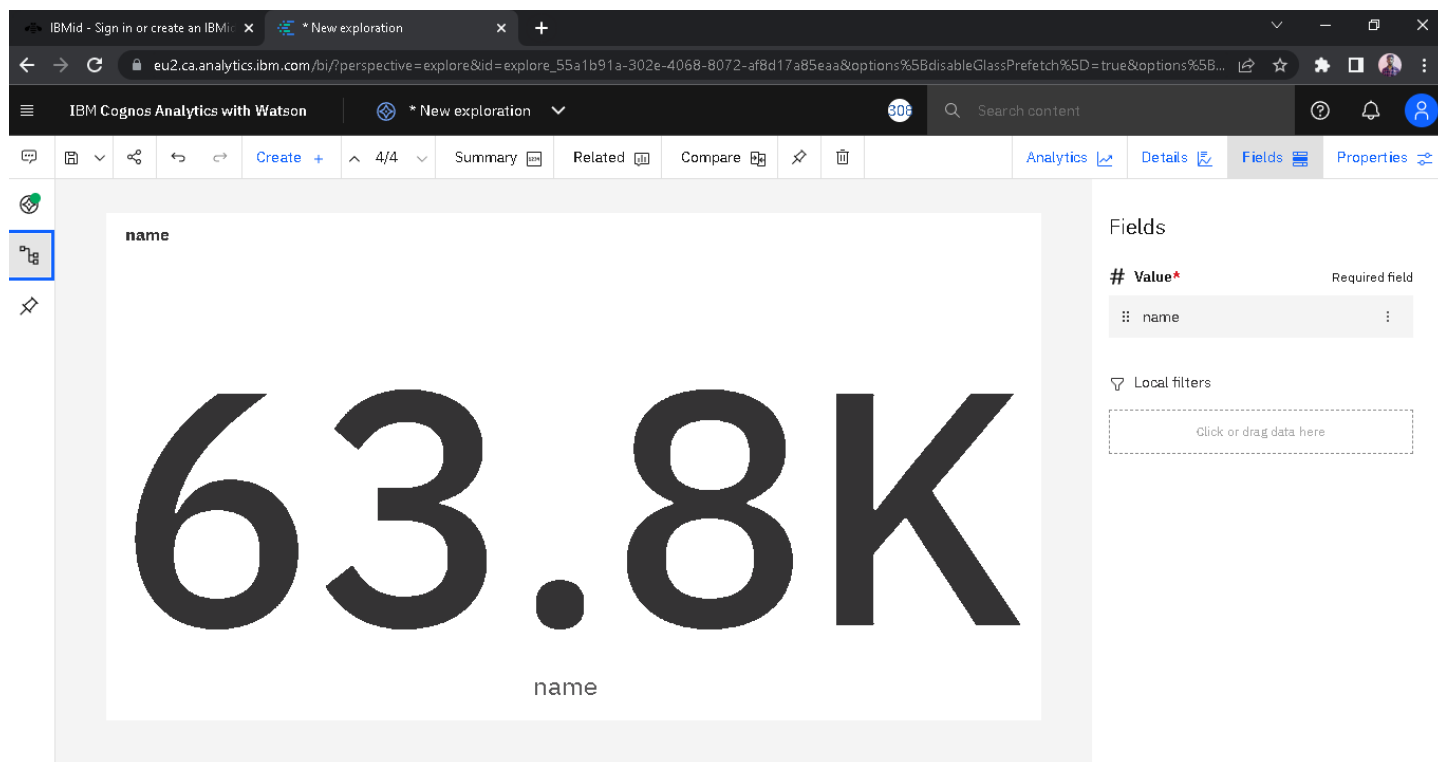 IBMid - Sign in or create an IBMid
* New exploration
eu2.ca.analytics.ibm.com/bi/?perspective=explore&id=explore_55a1b91a-302e-4068-8072-af8d17a85eaa&options%5BdisableGlassPrefetch%5D=true&options%5B...
IBM Cognos Analytics with Watson
* New exploration
308
Search content
Create +
4/4
Summary
Related
Compare
Analytics
Details
Fields
Properties
name
63.8K
name
Fields
# Value*
Required field
name
Local filters
Click or drag data here